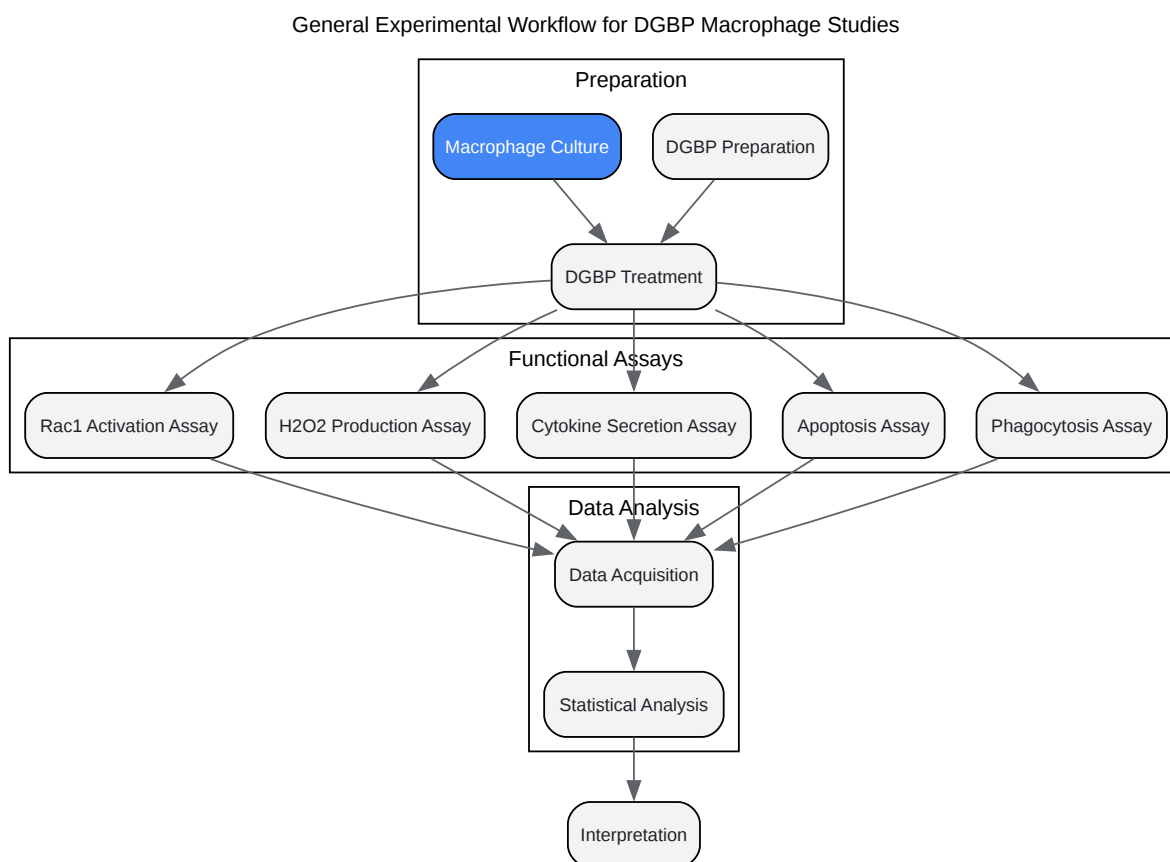 General Experimental Workflow for DGBP Macrophage Studies
Preparation
Macrophage Culture
DGBP Preparation
DGBP Treatment
Functional Assays
Rac1 Activation Assay
H2O2 Production Assay
Cytokine Secretion Assay
Apoptosis Assay
Phagocytosis Assay
Data Analysis
Data Acquisition
Statistical Analysis
Interpretation